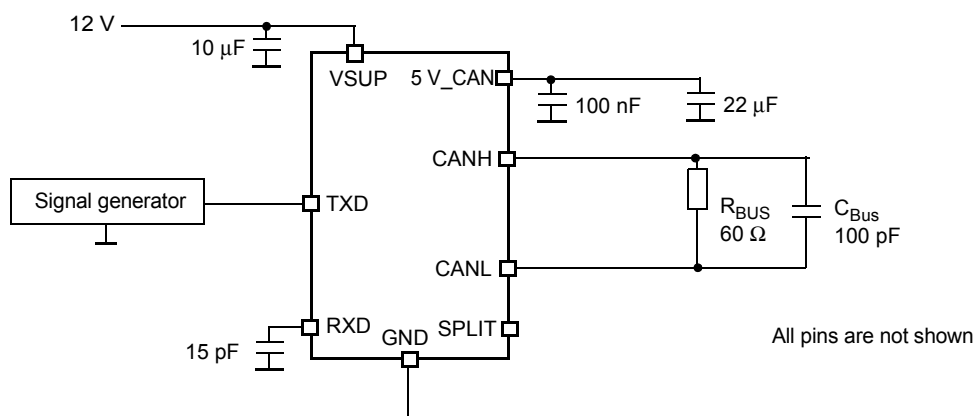 12 V
10 μF
VSUP
5 V_CAN
100 nF
22 μF
CANH
Signal generator
TXD
R_BUS
60 Ω
C_Bus
100 pF
CANL
RXD
GND
SPLIT
15 pF
All pins are not shown